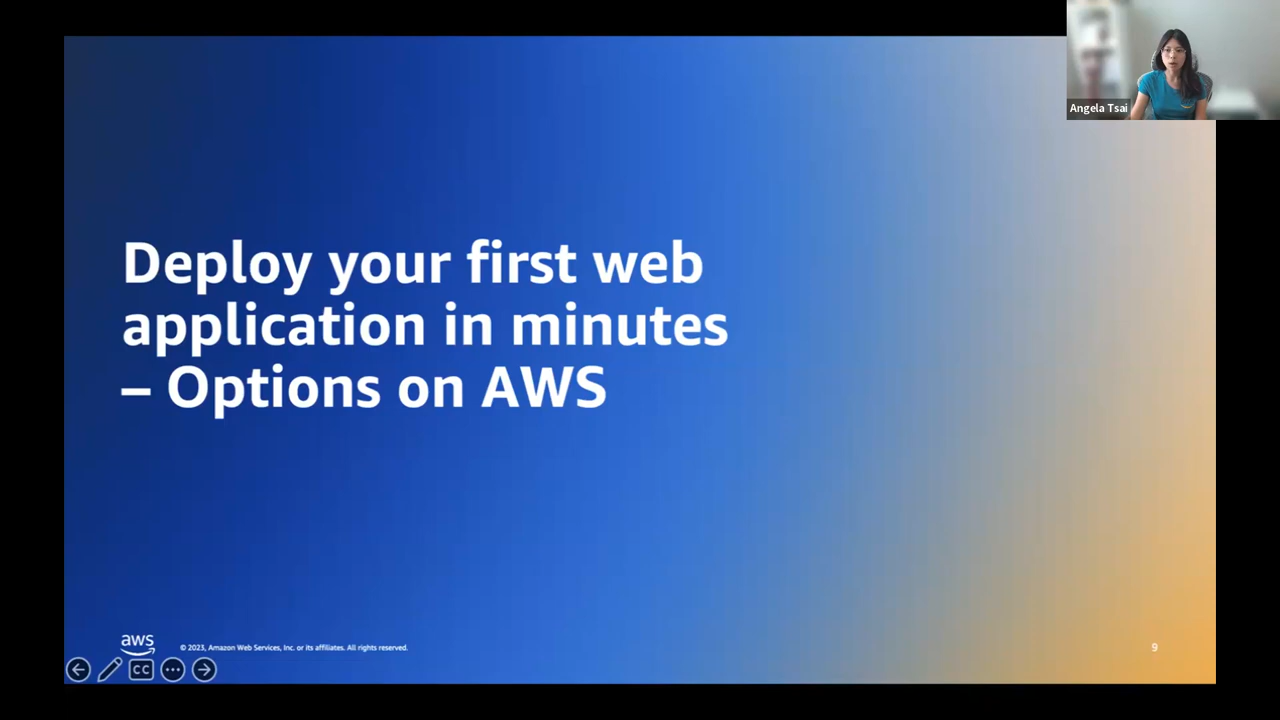 Angela Tsai
Deploy your first web
application in minutes
– Options on AWS
aws
© 2023, Amazon Web Services, Inc. or its affiliates. All rights reserved.
9
CC